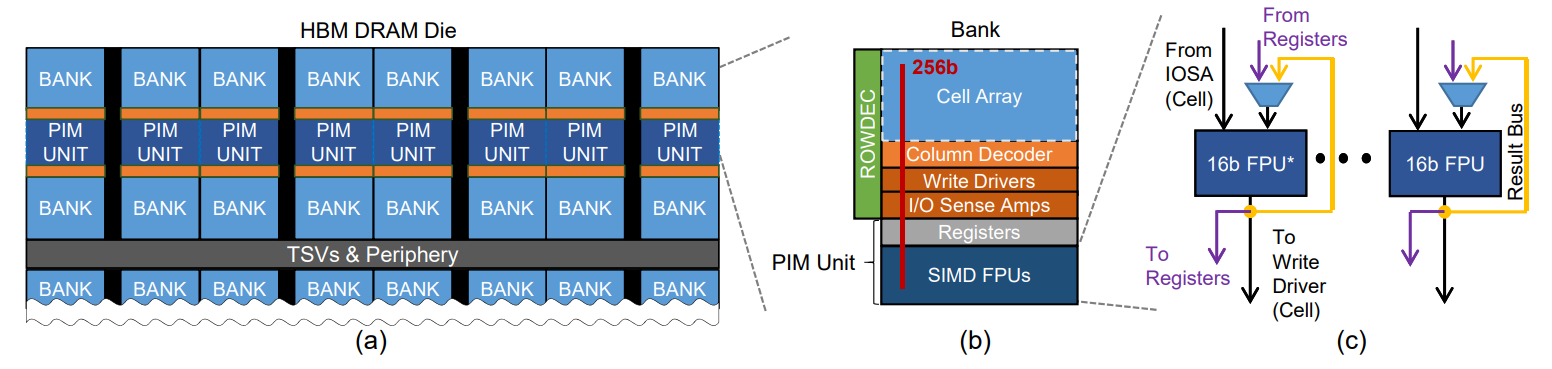 HBM DRAM Die
BANK BANK BANK BANK BANK BANK BANK BANK
PIM UNIT PIM UNIT PIM UNIT PIM UNIT PIM UNIT PIM UNIT PIM UNIT PIM UNIT
BANK BANK BANK BANK BANK BANK BANK BANK
TSVs & Periphery
BANK BANK BANK BANK BANK BANK BANK BANK
(a)
Bank
ROWDEC
256b
Cell Array
Column Decoder
Write Drivers
I/O Sense Amps
Registers
PIM Unit
SIMD FPUs
(b)
From
Registers
From
IOSA
(Cell)
16b FPU*
16b FPU
Result Bus
To
Registers
To
Write
Driver
(Cell)
(c)